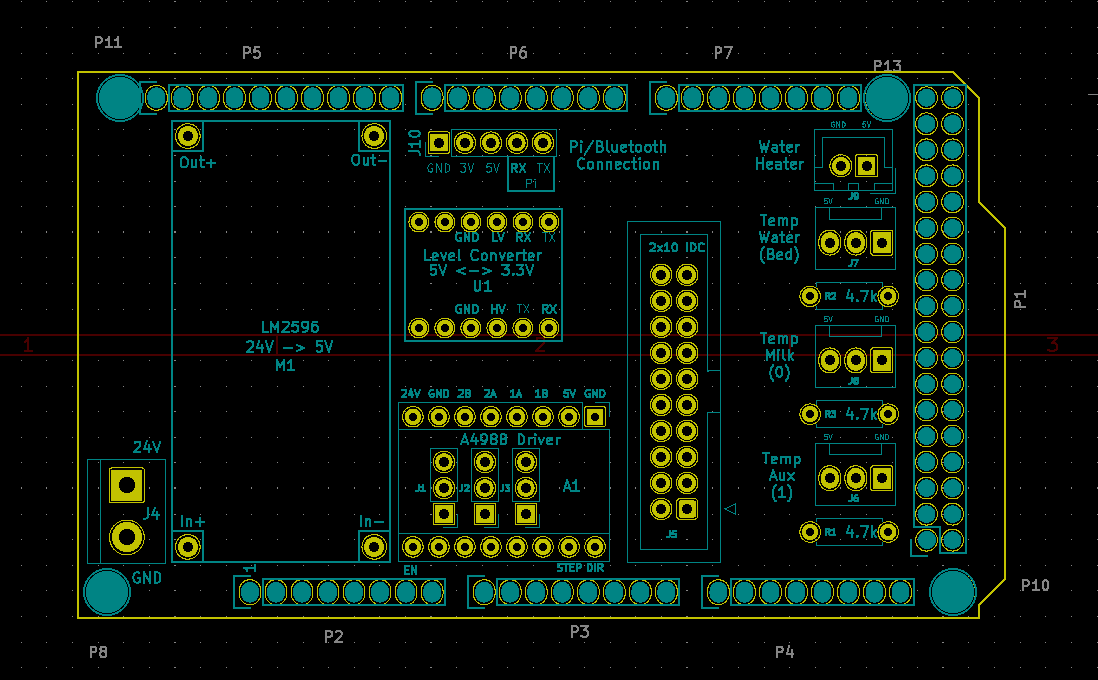 P11
P5
P6
P7
P13
GND 5V
J10
Out+
Out-
GND 3V 5V RX TX
Pi
Pi/Bluetooth
Connection
Water
Heater
J9
5V GND
Temp
Water
(Bed)
J7
GND LV RX TX
Level Converter
5V <-> 3.3V
U1
GND HV TX RX
2x10 IDC
R2 4.7k
P1
LM2596
24V -> 5V
M1
1
2
3
5V GND
Temp
Milk
(0)
J8
24V GND 2B 2A 1A 1B 5V GND
A4988 Driver
J1
J2
J3
A1
R3 4.7k
5V GND
Temp
Aux
(1)
J6
24V
J4
GND
In+
In-
J5
R1 4.7k
1
EN
STEP DIR
P10
P2
P3
P4
P8